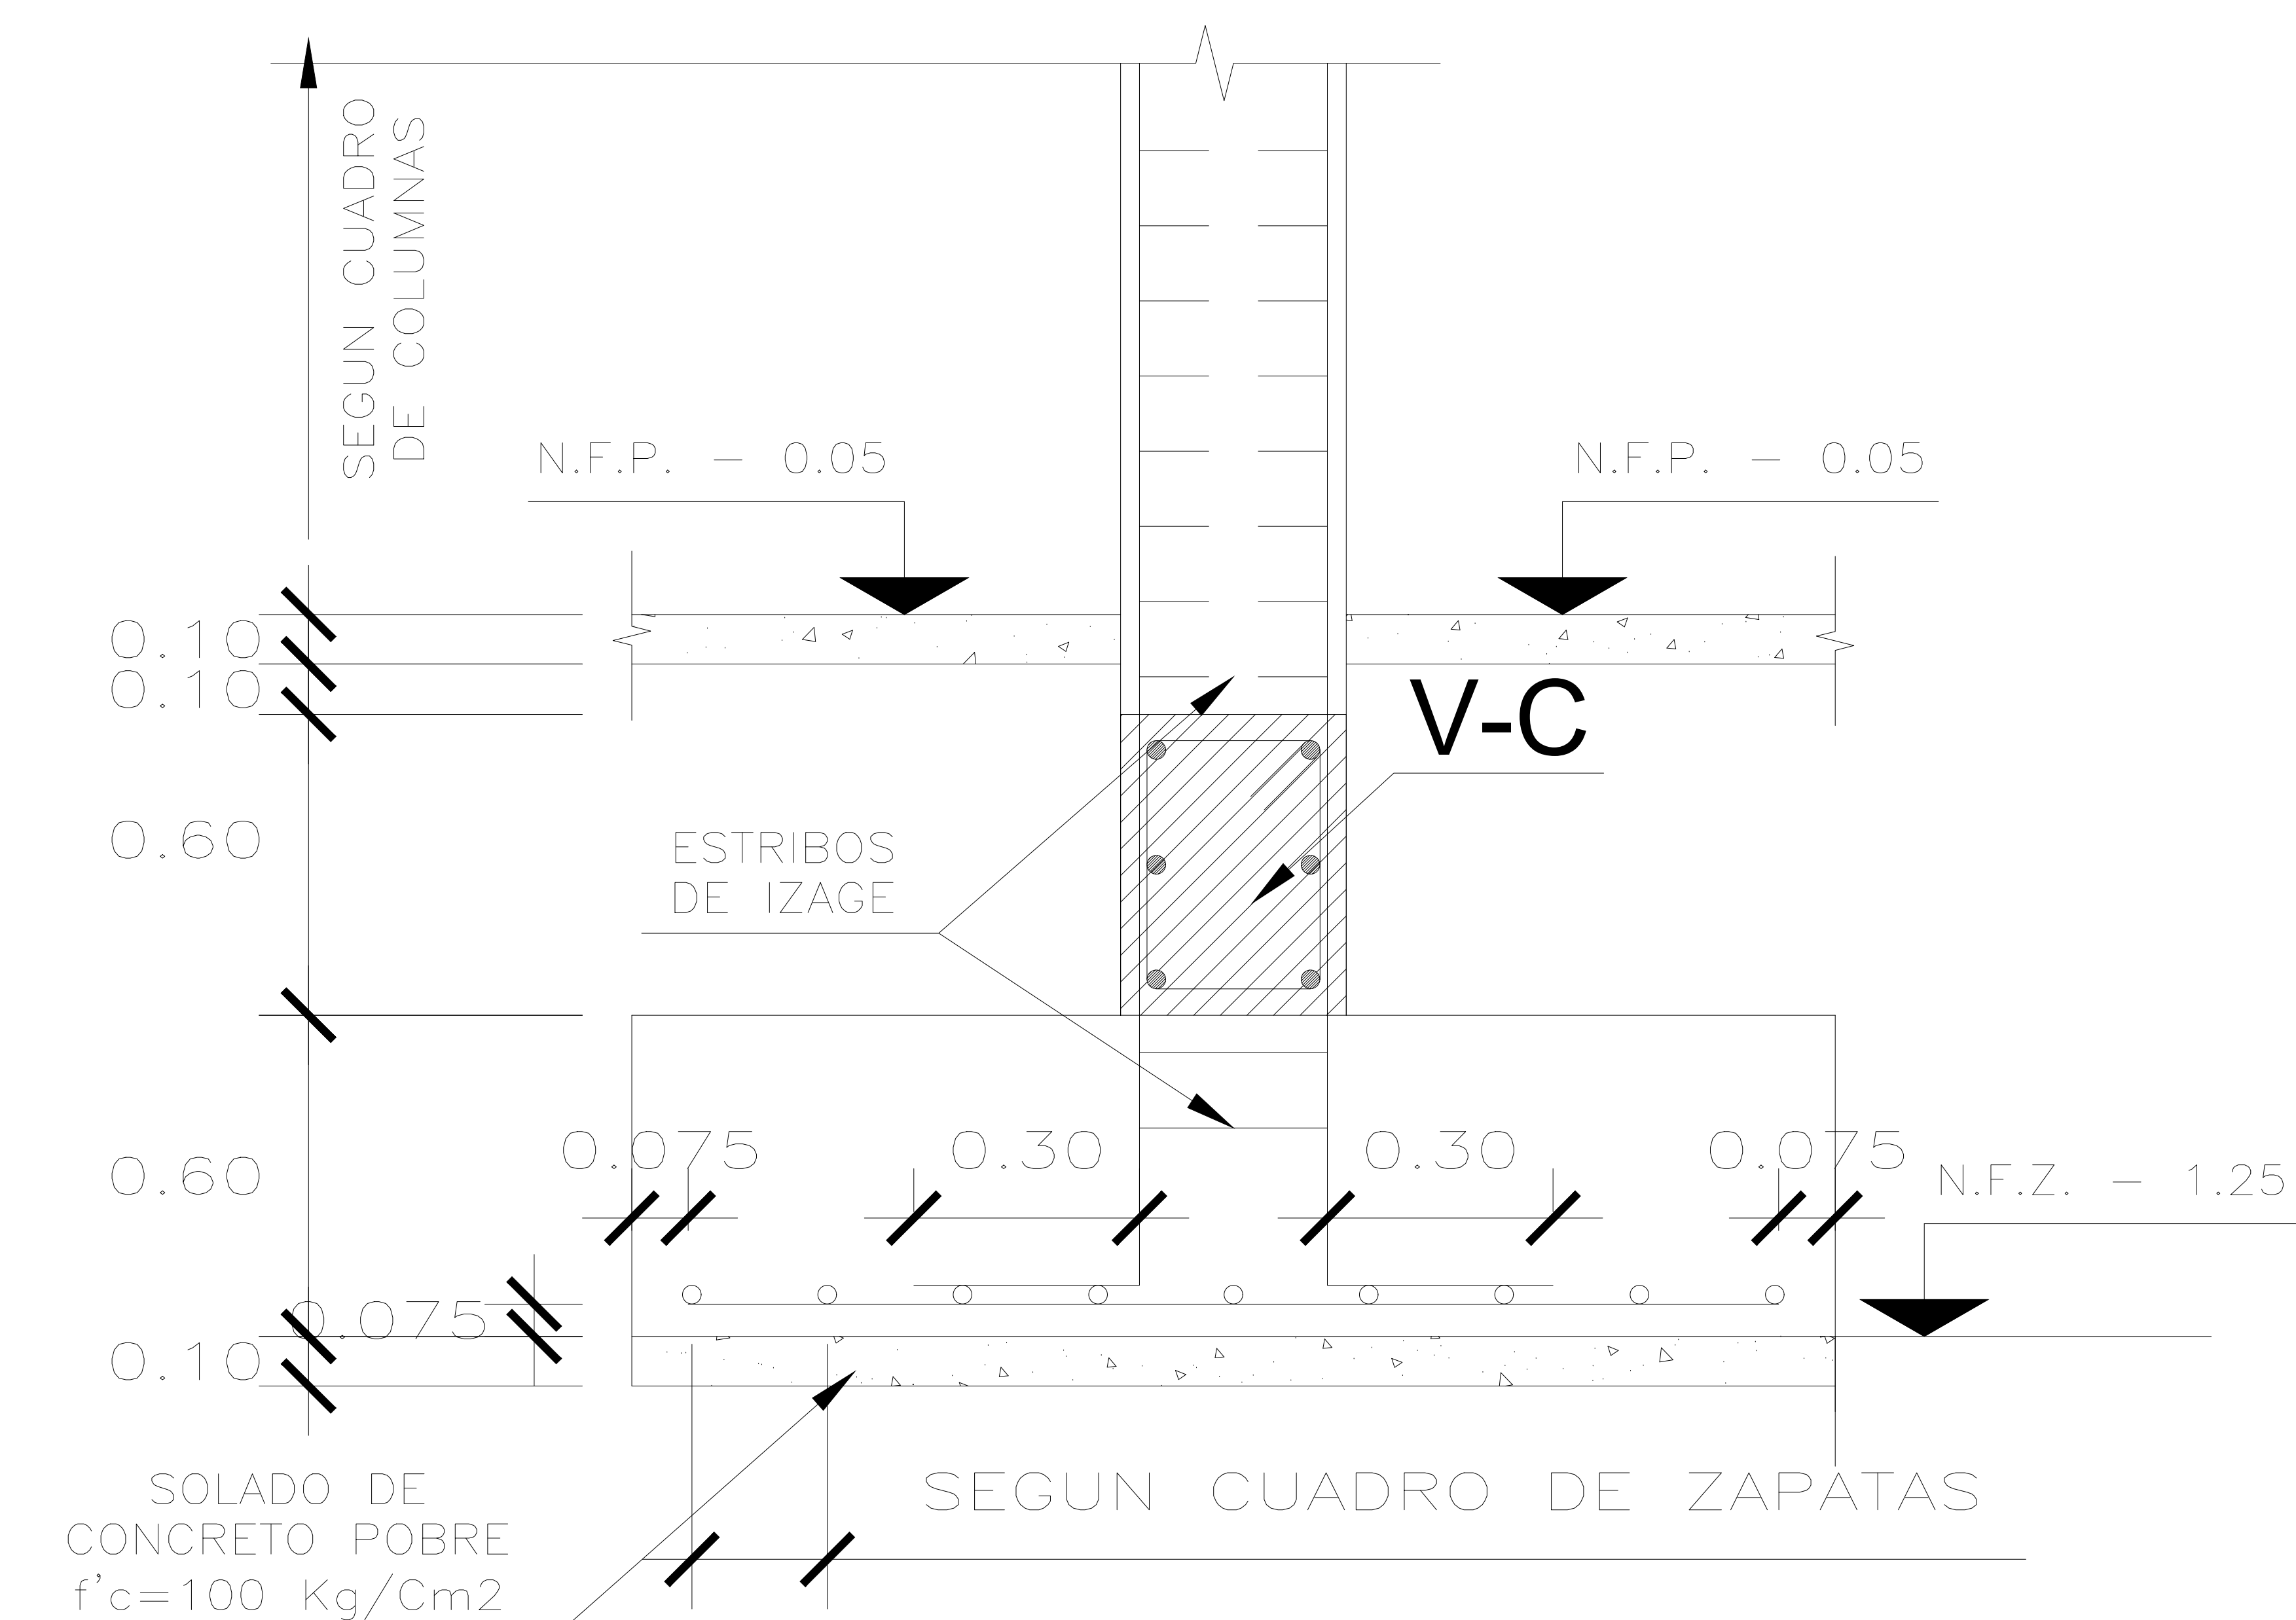 SEGUN CUADRO
DE COLUMNAS
N.F.P. - 0.05
N.F.P. - 0.05
0.10
0.10
V-C
0.60
ESTRIBOS
DE IZAGE
0.60
0.075
0.30
0.30
0.075
N.F.Z. - 1.25
0.075
0.10
SOLADO DE
CONCRETO POBRE
f'c=100 Kg/Cm2
SEGUN CUADRO DE ZAPATAS